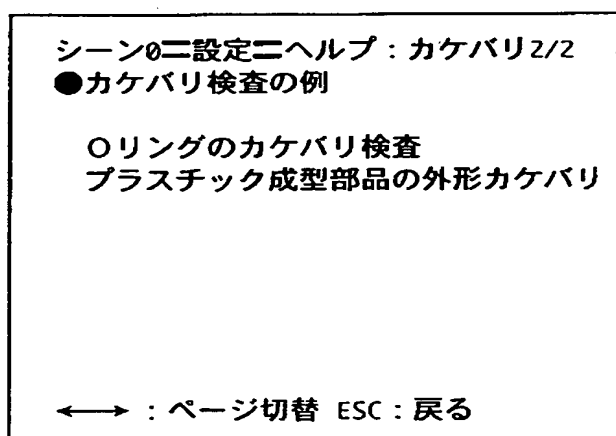 シーン0〓設定〓ヘルプ：カケバリ2/2
●カケバリ検査の例
Oリングのカケバリ検査
プラスチック成型部品の外形カケバリ
←→：ページ切替 ESC：戻る